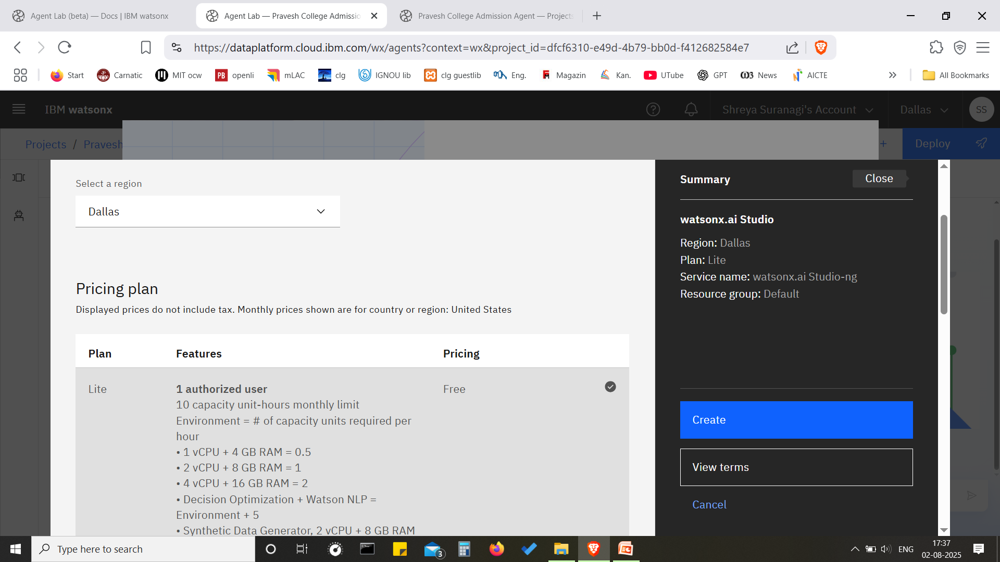 Agent Lab (beta) — Docs | IBM watsonx
Agent Lab — Pravesh College Admissio
Pravesh College Admission Agent — Projects
https://dataplatform.cloud.ibm.com/wx/agents?context=wx&project_id=dfcf6310-e49d-4b79-bb0d-f412682584e7
Start
Carnatic
MIT ocw
PB openli
mLAC
clg
IGNOU lib
clg guestlib
Eng.
Magazin
Kan.
UTube
GPT
News
AICTE
All Bookmarks
IBM watsonx
Shreya Suranagi's Account
Dallas
SS
Projects / Pravesh
Deploy
Select a region
Dallas
Pricing plan
Displayed prices do not include tax. Monthly prices shown are for country or region: United States
Plan Features Pricing
Lite 1 authorized user Free
10 capacity unit-hours monthly limit
Environment = # of capacity units required per
hour
• 1 vCPU + 4 GB RAM = 0.5
• 2 vCPU + 8 GB RAM = 1
• 4 vCPU + 16 GB RAM = 2
• Decision Optimization + Watson NLP =
Environment + 5
• Synthetic Data Generator, 2 vCPU + 8 GB RAM
Summary
Close
watsonx.ai Studio
Region: Dallas
Plan: Lite
Service name: watsonx.ai Studio-ng
Resource group: Default
Create
View terms
Cancel
Type here to search
3
ENG
17:37
02-08-2025